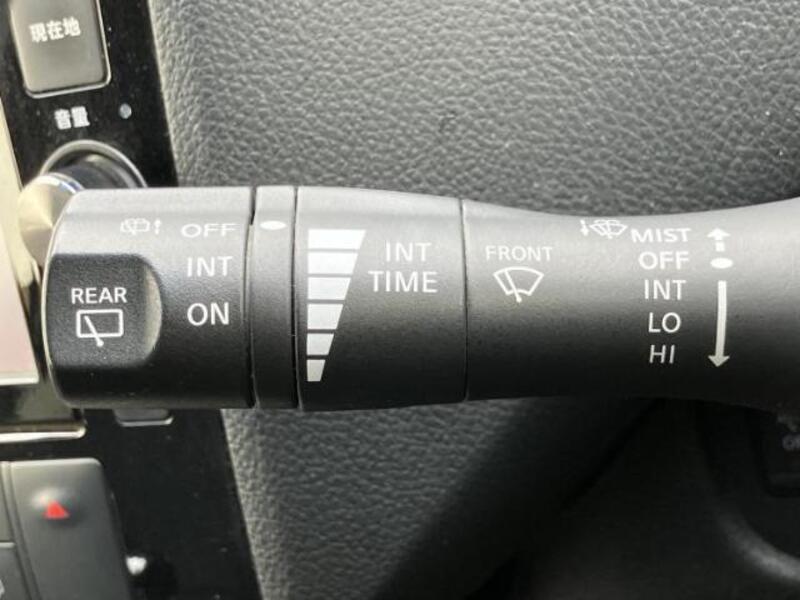 現在地
音量
OFF
INT
ON
REAR
INT
TIME
FRONT
MIST
OFF
INT
LO
HI